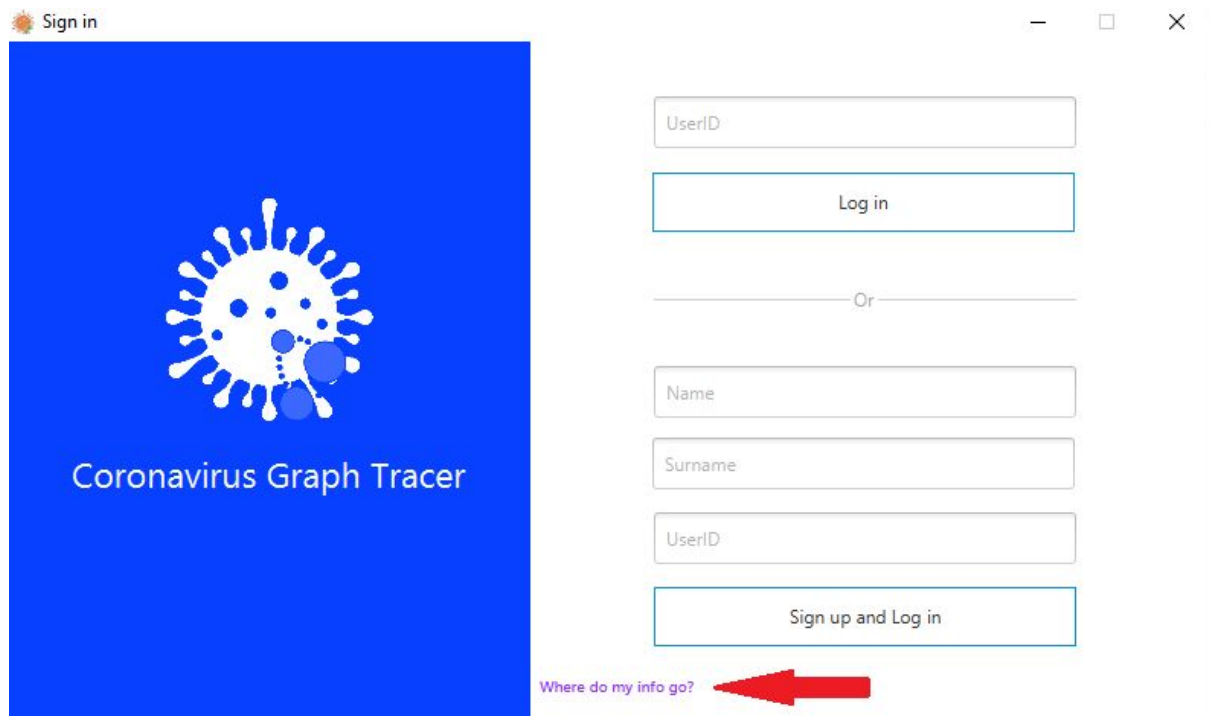 Sign in
Coronavirus Graph Tracer
UserID
Log in
Or
Name
Surname
UserID
Sign up and Log in
Where do my info go?